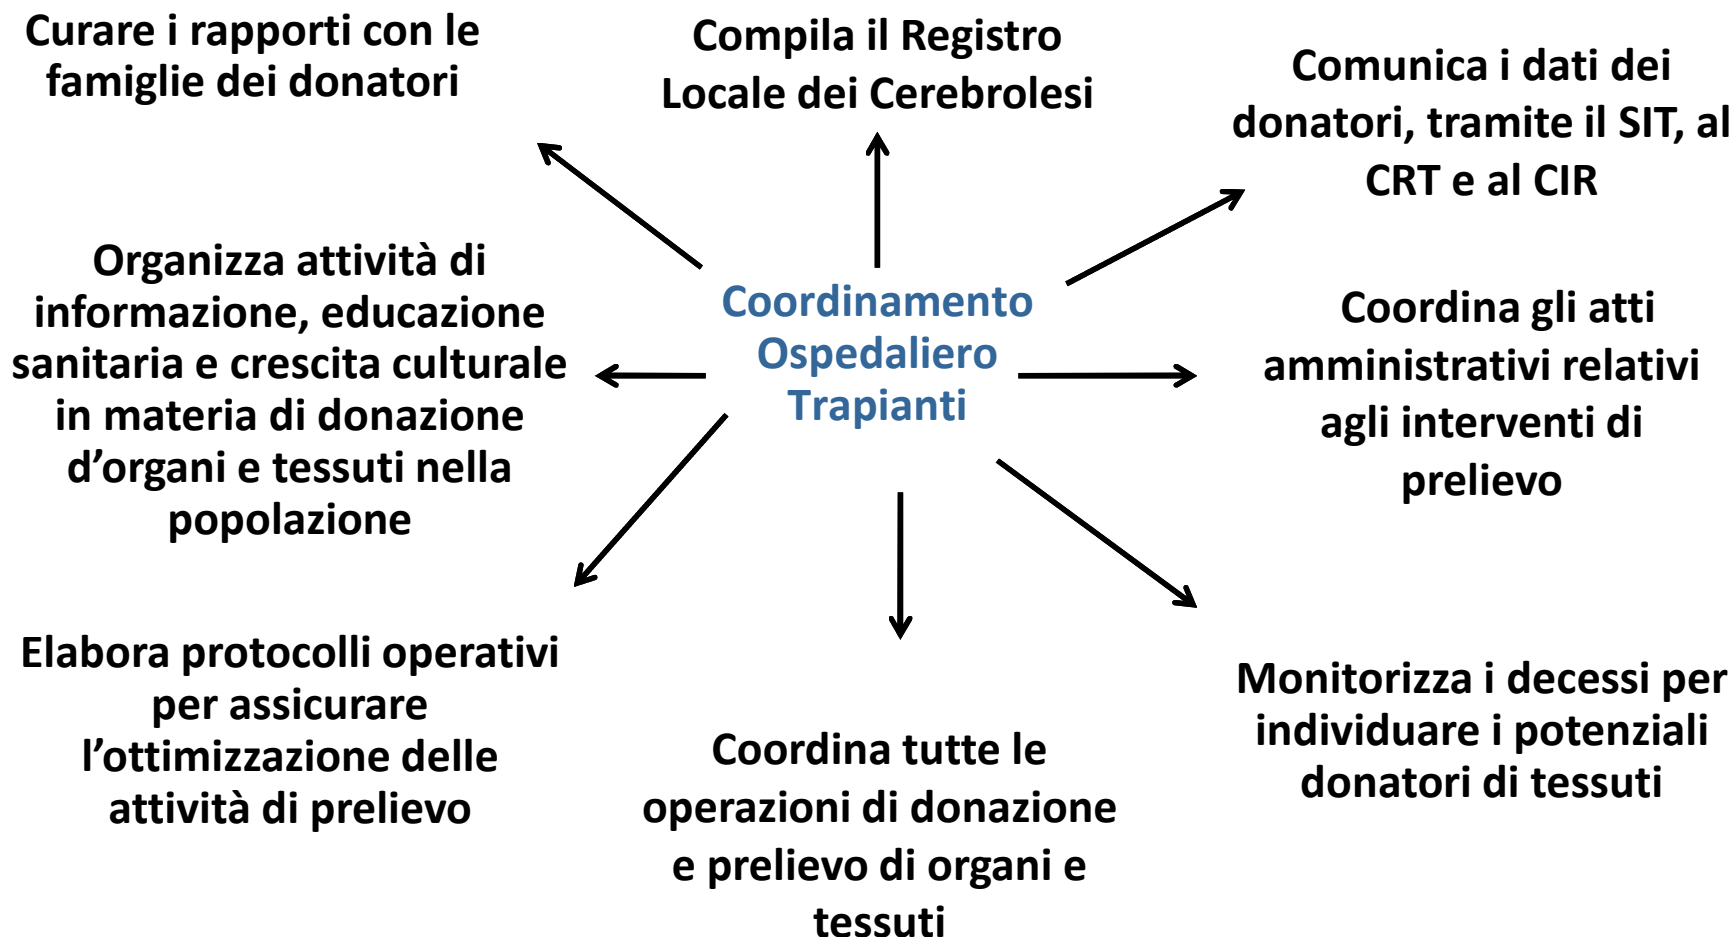 Curare i rapporti con le
famiglie dei donatori
Compila il Registro
Locale dei Cerebrolesi
Comunica i dati dei
donatori, tramite il SIT, al
CRT e al CIR
Organizza attività di
informazione, educazione
sanitaria e crescita culturale
in materia di donazione
d’organi e tessuti nella
popolazione
Coordinamento
Ospedaliero
Trapianti
Coordina gli atti
amministrativi relativi
agli interventi di
prelievo
Elabora protocolli operativi
per assicurare
l’ottimizzazione delle
attività di prelievo
Coordina tutte le
operazioni di donazione
e prelievo di organi e
tessuti
Monitorizza i decessi per
individuare i potenziali
donatori di tessuti